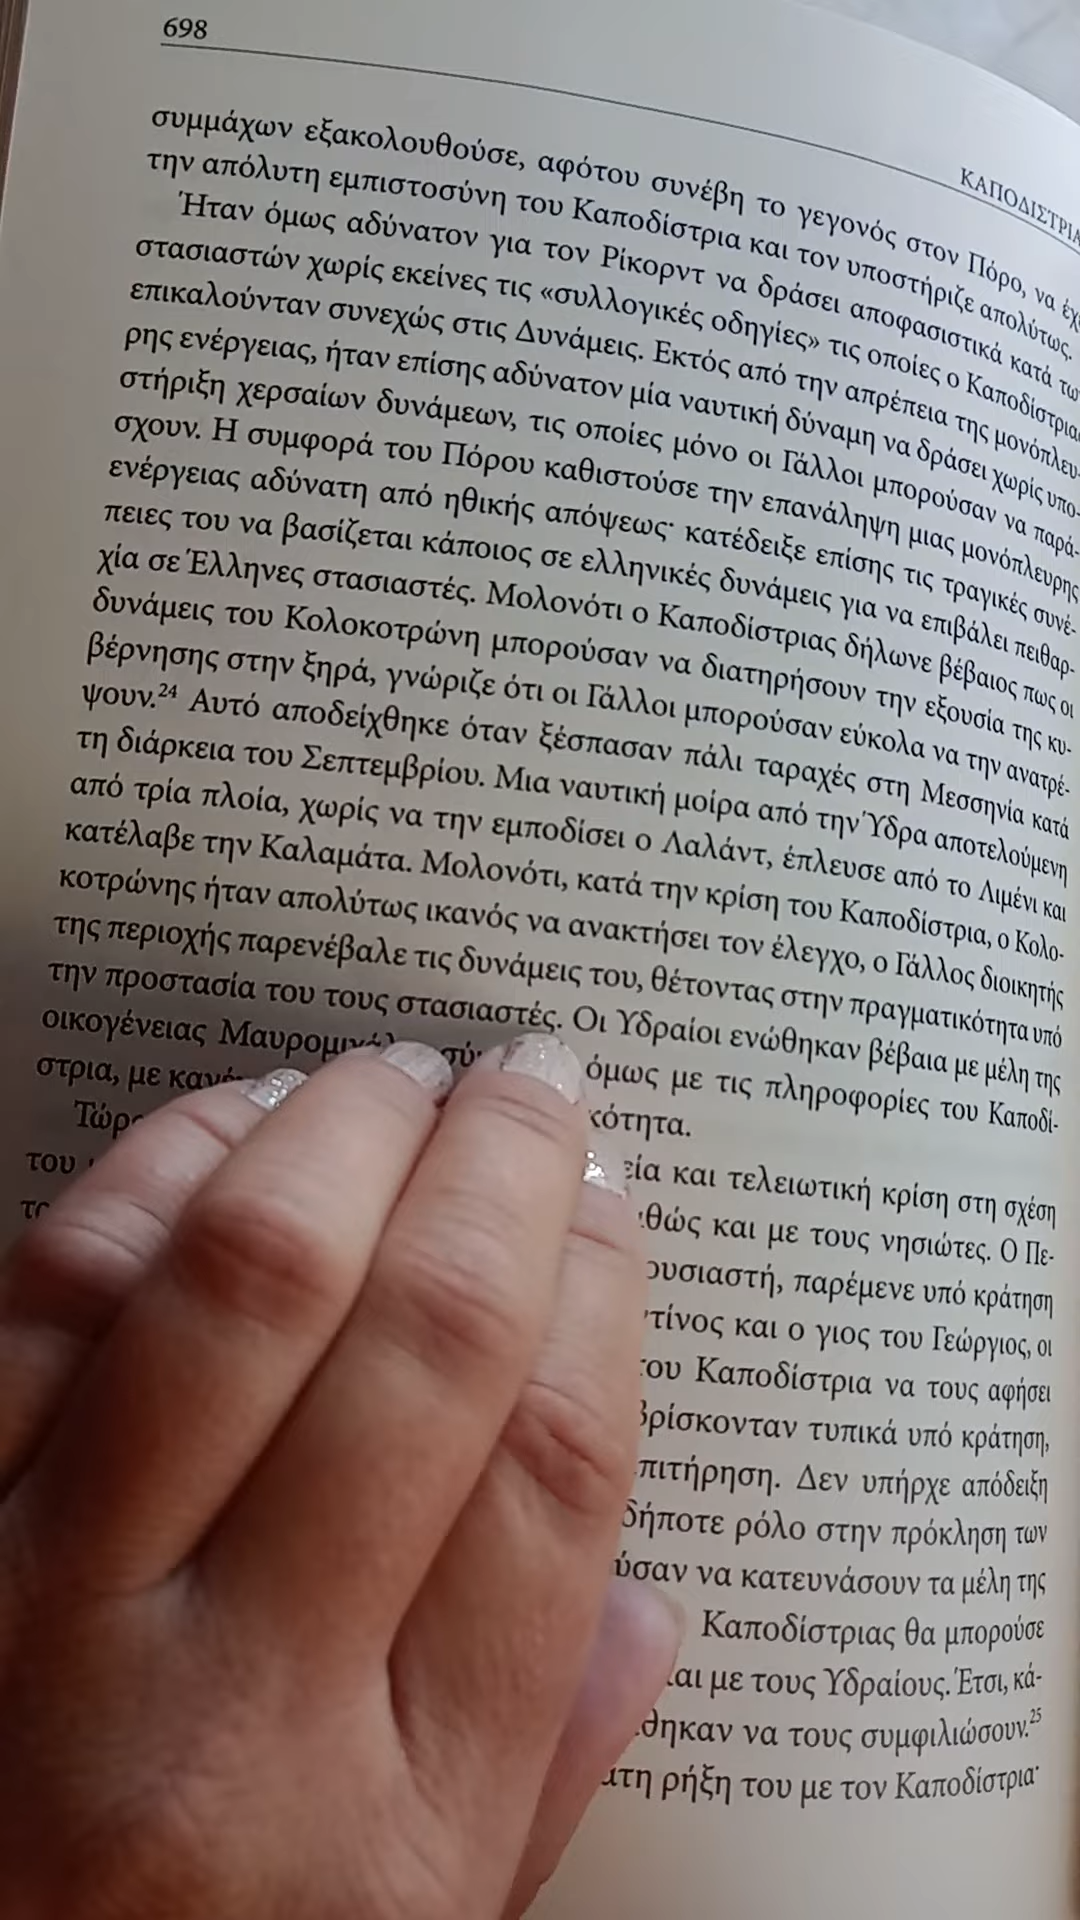 698
ΚΑΠΟΔΙΣΤΡΙΑ
συμμάχων εξακολουθούσε, αφότου συνέβη το γεγονός στον Πόρο, να
την απόλυτη εμπιστοσύνη του Καποδίστρια και τον υποστήριζε απολύτως.
Ήταν όμως αδύνατον για τον Ρίκορντ να δράσει αποφασιστικά κατά
στασιαστών χωρίς εκείνες τις «συλλογικές οδηγίες» τις οποίες ο Καποδίστριας
επικαλούνταν συνεχώς στις Δυνάμεις. Εκτός από την απρέπεια της μονόπλευ-
ρης ενέργειας, ήταν επίσης αδύνατον μία ναυτική δύναμη να δράσει χωρίς υπο-
στήριξη χερσαίων δυνάμεων, τις οποίες μόνο οι Γάλλοι μπορούσαν να παρά-
σχουν. Η συμφορά του Πόρου καθιστούσε την επανάληψη μιας μονόπλευρης
ενέργειας αδύνατη από ηθικής απόψεως· κατέδειξε επίσης τις τραγικές συνέ-
πειες του να βασίζεται κάποιος σε ελληνικές δυνάμεις για να επιβάλει πειθαρ-
χία σε Έλληνες στασιαστές. Μολονότι ο Καποδίστριας δήλωνε βέβαιος πως οι
δυνάμεις του Κολοκοτρώνη μπορούσαν να διατηρήσουν την εξουσία της κυ-
βέρνησης στην ξηρά, γνώριζε ότι οι Γάλλοι μπορούσαν εύκολα να την ανατρέ-
ψουν.24 Αυτό αποδείχθηκε όταν ξέσπασαν πάλι ταραχές στη Μεσσηνία κατά
τη διάρκεια του Σεπτεμβρίου. Μια ναυτική μοίρα από την Ύδρα αποτελούμενη
από τρία πλοία, χωρίς να την εμποδίσει ο Λαλάντ, έπλευσε από το Λιμένι και
κατέλαβε την Καλαμάτα. Μολονότι, κατά την κρίση του Καποδίστρια, ο Κολο-
κοτρώνης ήταν απολύτως ικανός να ανακτήσει τον έλεγχο, ο Γάλλος διοικητής
της περιοχής παρενέβαλε τις δυνάμεις του, θέτοντας στην πραγματικότητα υπό
την προστασία του τους στασιαστές. Οι Υδραίοι ενώθηκαν βέβαια με μέλη της
οικογένειας όμως με τις πληροφορίες του Καποδί-
στρια, με κότητα.
εία και τελειωτική κρίση στη σχέση
του θώς και με τους νησιώτες. Ο Πε-
ουσιαστή, παρέμενε υπό κράτηση
ντίνος και ο γιος του Γεώργιος, οι
του Καποδίστρια να τους αφήσει
βρίσκονταν τυπικά υπό κράτηση,
πιτήρηση. Δεν υπήρχε απόδειξη
δήποτε ρόλο στην πρόκληση των
ύσαν να κατευνάσουν τα μέλη της
Καποδίστριας θα μπορούσε
και με τους Υδραίους. Έτσι, κά-
θηκαν να τους συμφιλιώσουν.25
άτη ρήξη του με τον Καποδίστρια·